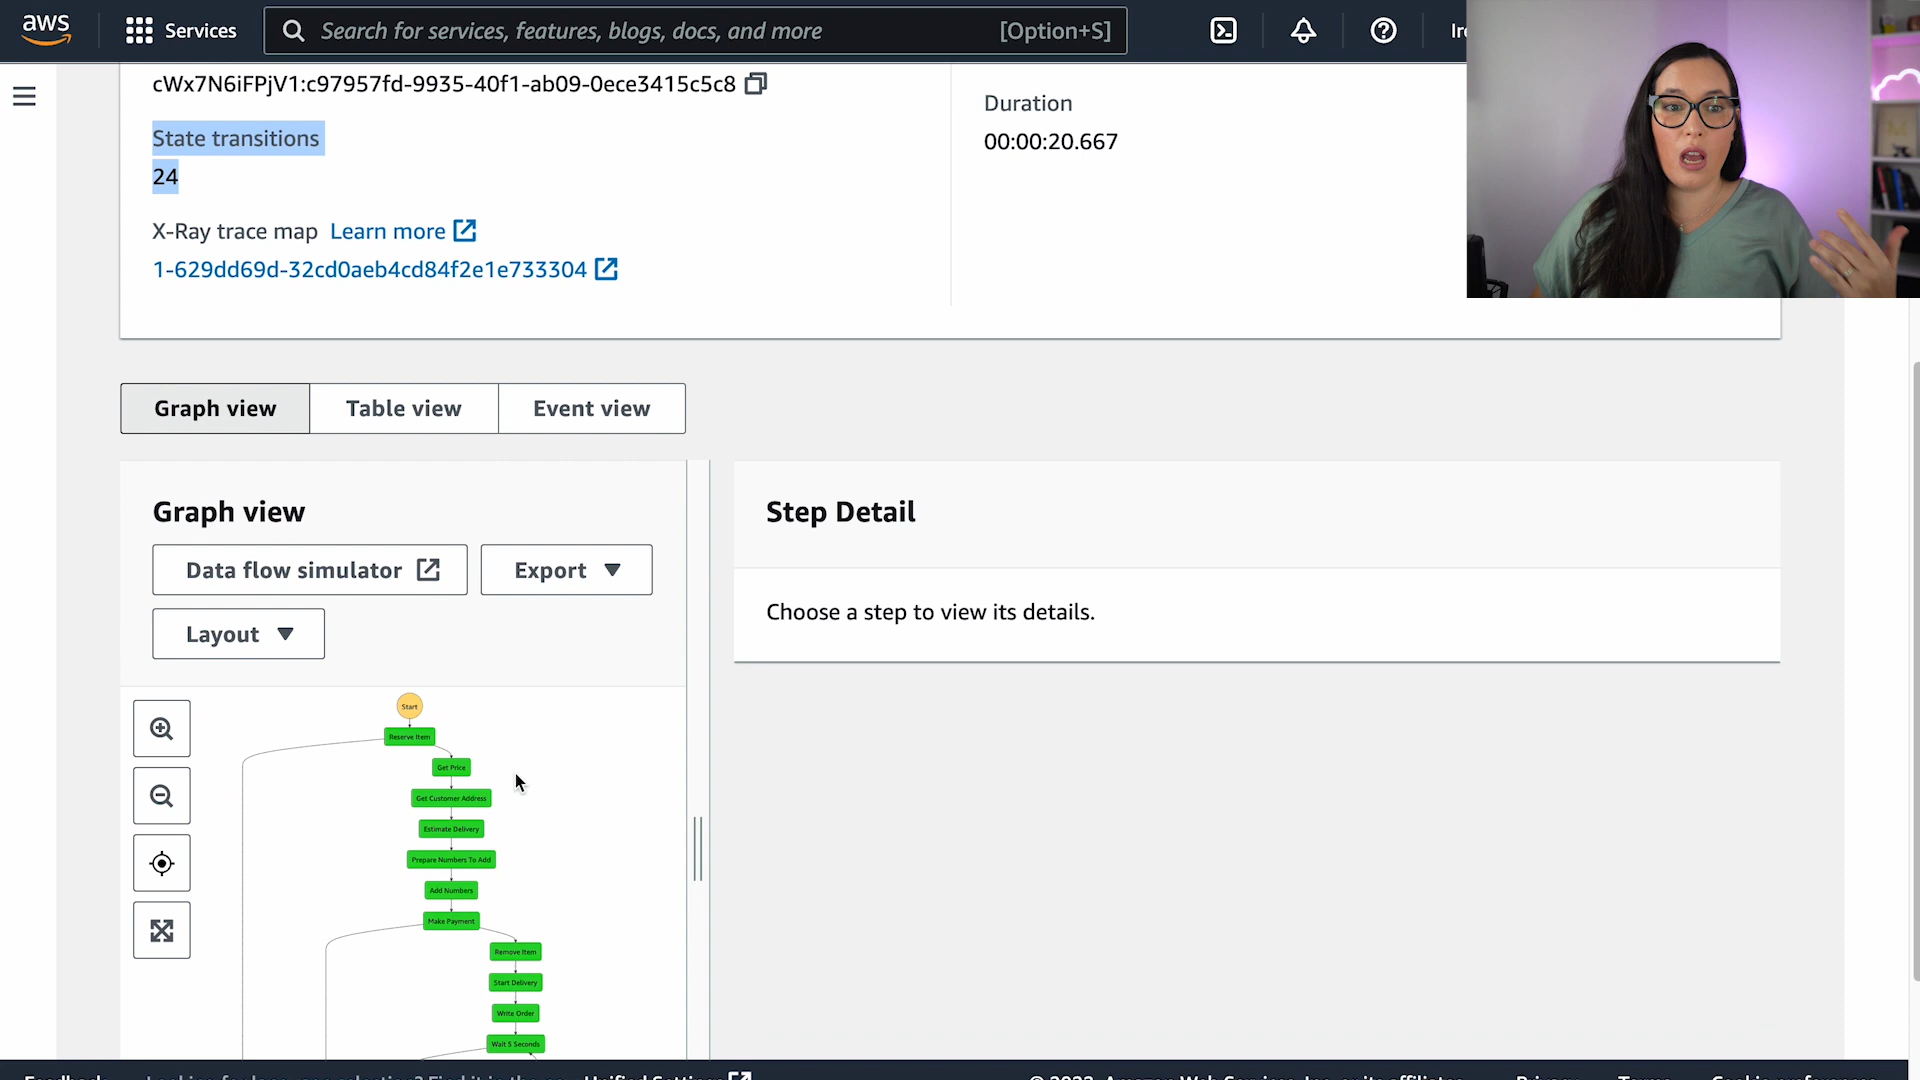 aws
Services
Search for services, features, blogs, docs, and more
[Option+S]
cWx7N6iFPjV1:c97957fd-9935-40f1-ab09-0ece3415c5c8
State transitions
24
X-Ray trace map Learn more
1-629dd69d-32cd0aeb4cd84f2e1e733304
Duration
00:00:20.667
Graph view
Table view
Event view
Graph view
Data flow simulator
Export
Layout
Start
Reserve Item
Get Price
Get Customer Address
Estimate Delivery
Prepare Numbers To Add
Add Numbers
Make Payment
Remove Item
Start Delivery
Write Order
Wait 5 Seconds
Step Detail
Choose a step to view its details.